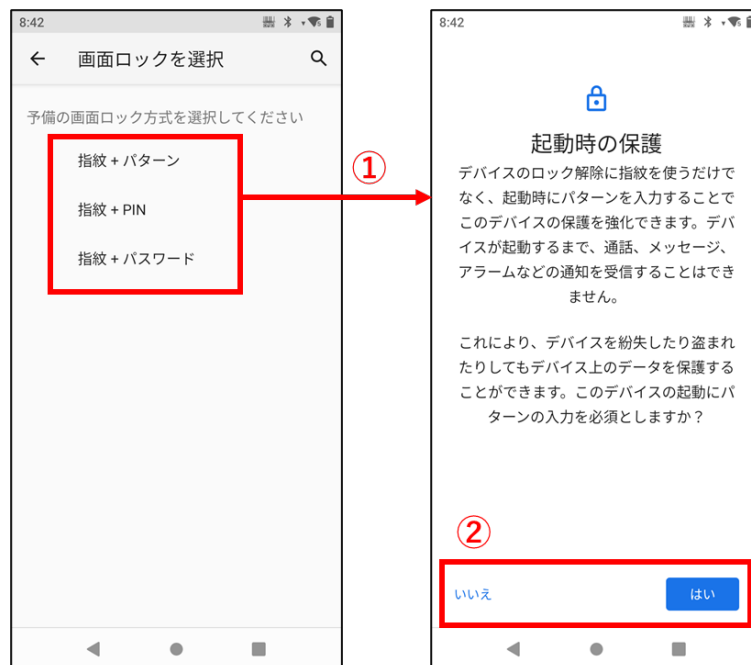 8:42
画面ロックを選択
予備の画面ロック方式を選択してください
指紋 + パターン
指紋 + PIN
指紋 + パスワード
①
8:42
起動時の保護
デバイスのロック解除に指紋を使うだけで
なく、起動時にパターンを入力することで
このデバイスの保護を強化できます。デバ
イスが起動するまで、通話、メッセージ、
アラームなどの通知を受信することはでき
ません。
これにより、デバイスを紛失したり盗まれ
たりしてもデバイス上のデータを保護する
ことができます。このデバイスの起動にパ
ターンの入力を必須としますか？
②
いいえ
はい